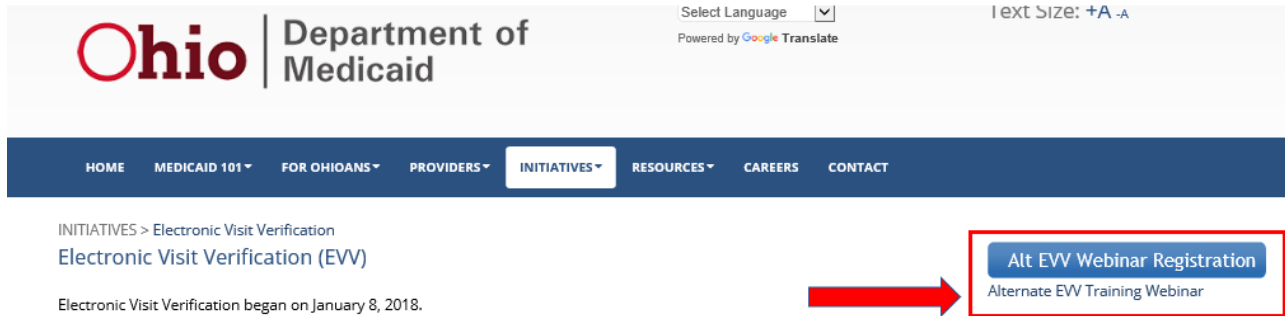 Select Language
Text Size: +A -A
Powered by Google Translate
Ohio
Department of
Medicaid
HOME MEDICAID 101 FOR OHIOANS PROVIDERS INITIATIVES RESOURCES CAREERS CONTACT
INITIATIVES > Electronic Visit Verification
Electronic Visit Verification (EVV)
Electronic Visit Verification began on January 8, 2018.
Alt EVV Webinar Registration
Alternate EVV Training Webinar